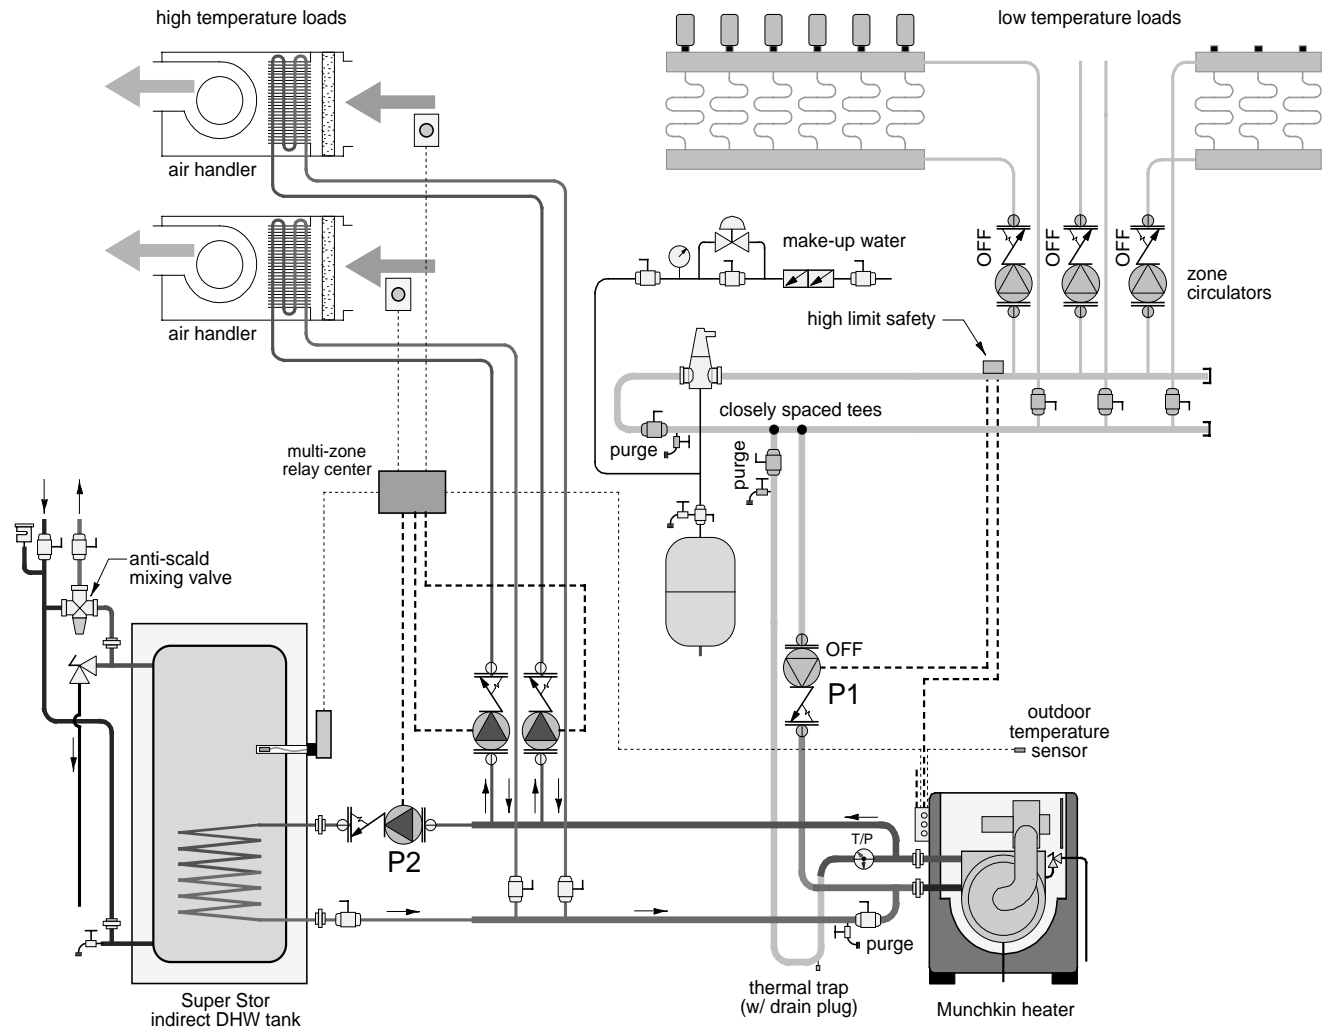 high temperature loads
low temperature loads
air handler
make-up water
OFF
OFF
OFF
zone
circulators
high limit safety
air handler
closely spaced tees
purge
purge
multi-zone
relay center
anti-scald
mixing valve
OFF
P1
outdoor
temperature
sensor
T/P
P2
purge
thermal trap
(w/ drain plug)
Super Stor
indirect DHW tank
Munchkin heater